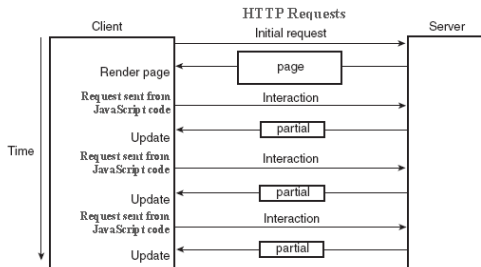 HTTP Requests
Client
Server
Initial request
Render page
page
Request sent from
JavaScript code
Interaction
Update
partial
Time
Request sent from
JavaScript code
Interaction
Update
partial
Request sent from
JavaScript code
Interaction
Update
partial